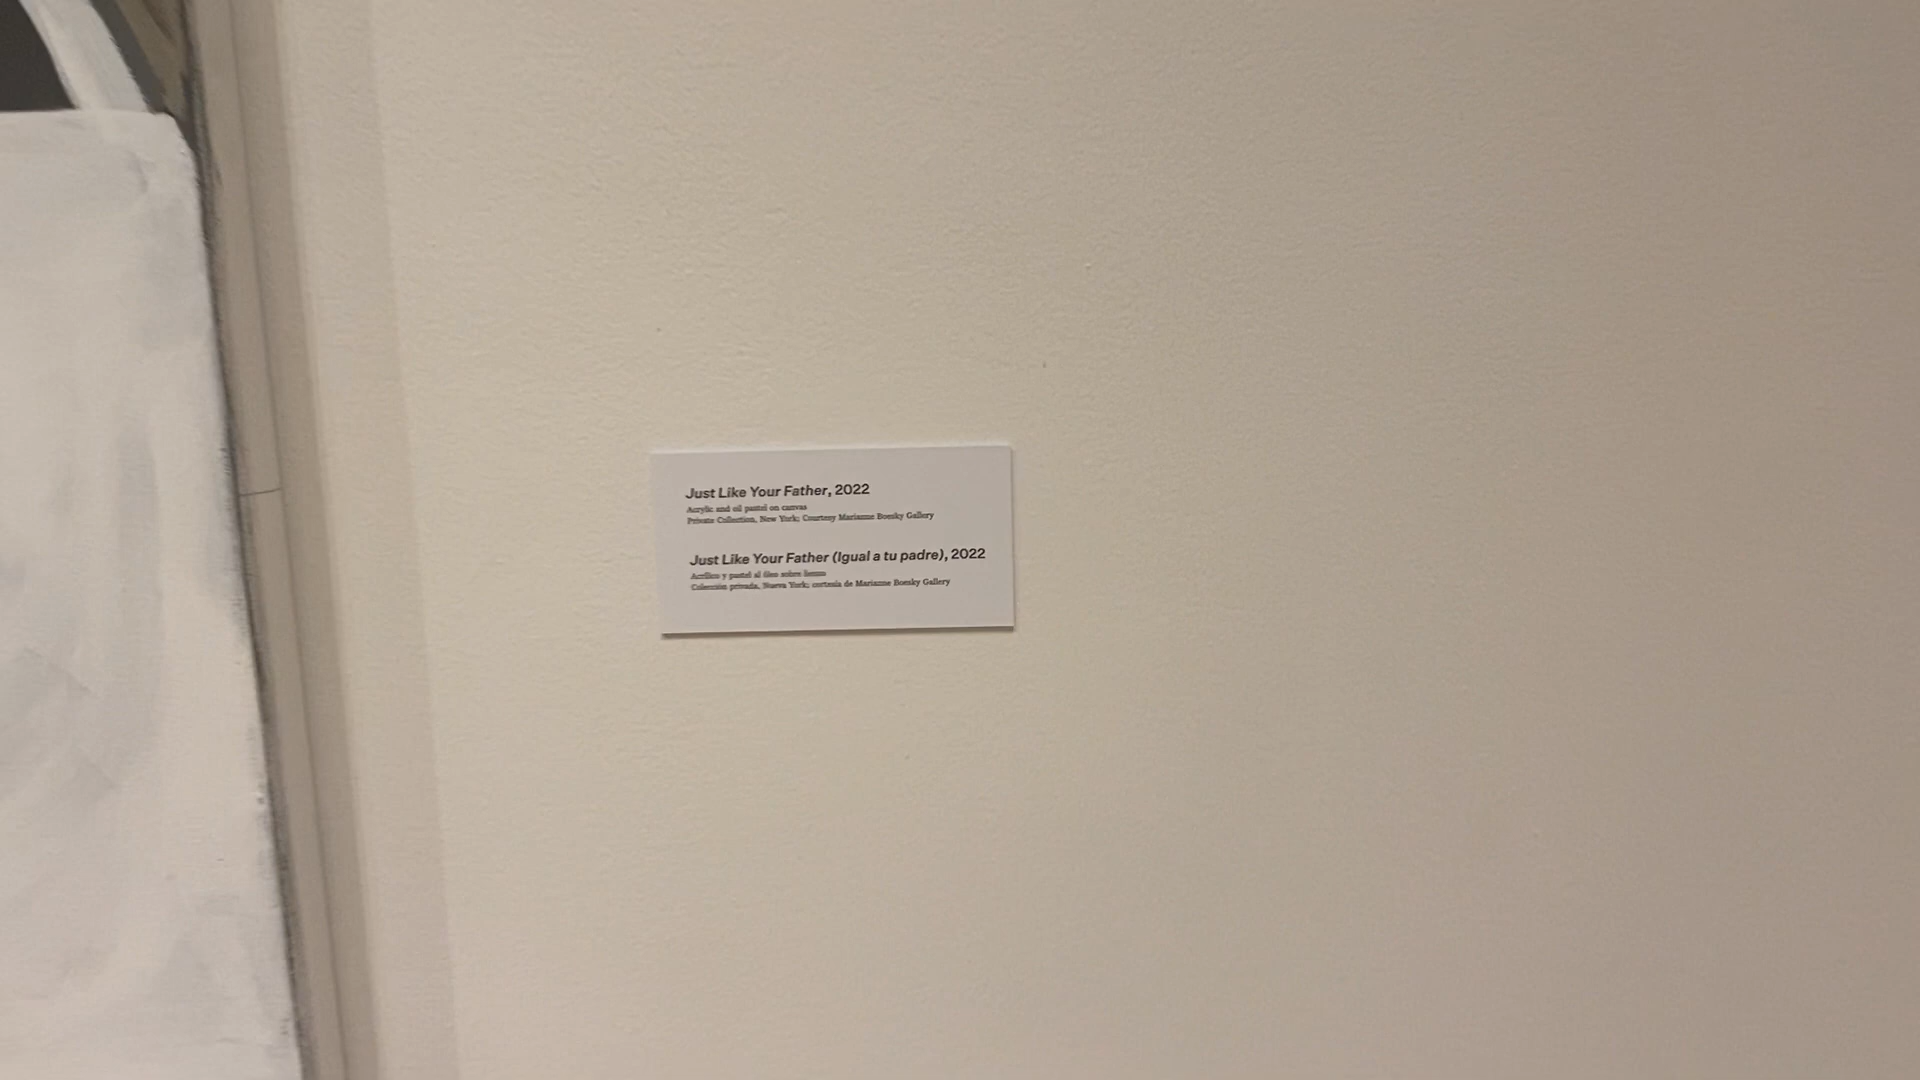 Just Like Your Father, 2022
Acrylic and oil pastel on canvas
Private Collection, New York; Courtesy Marianne Boesky Gallery
Just Like Your Father (Igual a tu padre), 2022
Acrílico y pastel al óleo sobre lienzo
Colección privada, Nueva York; cortesía de Marianne Boesky Gallery